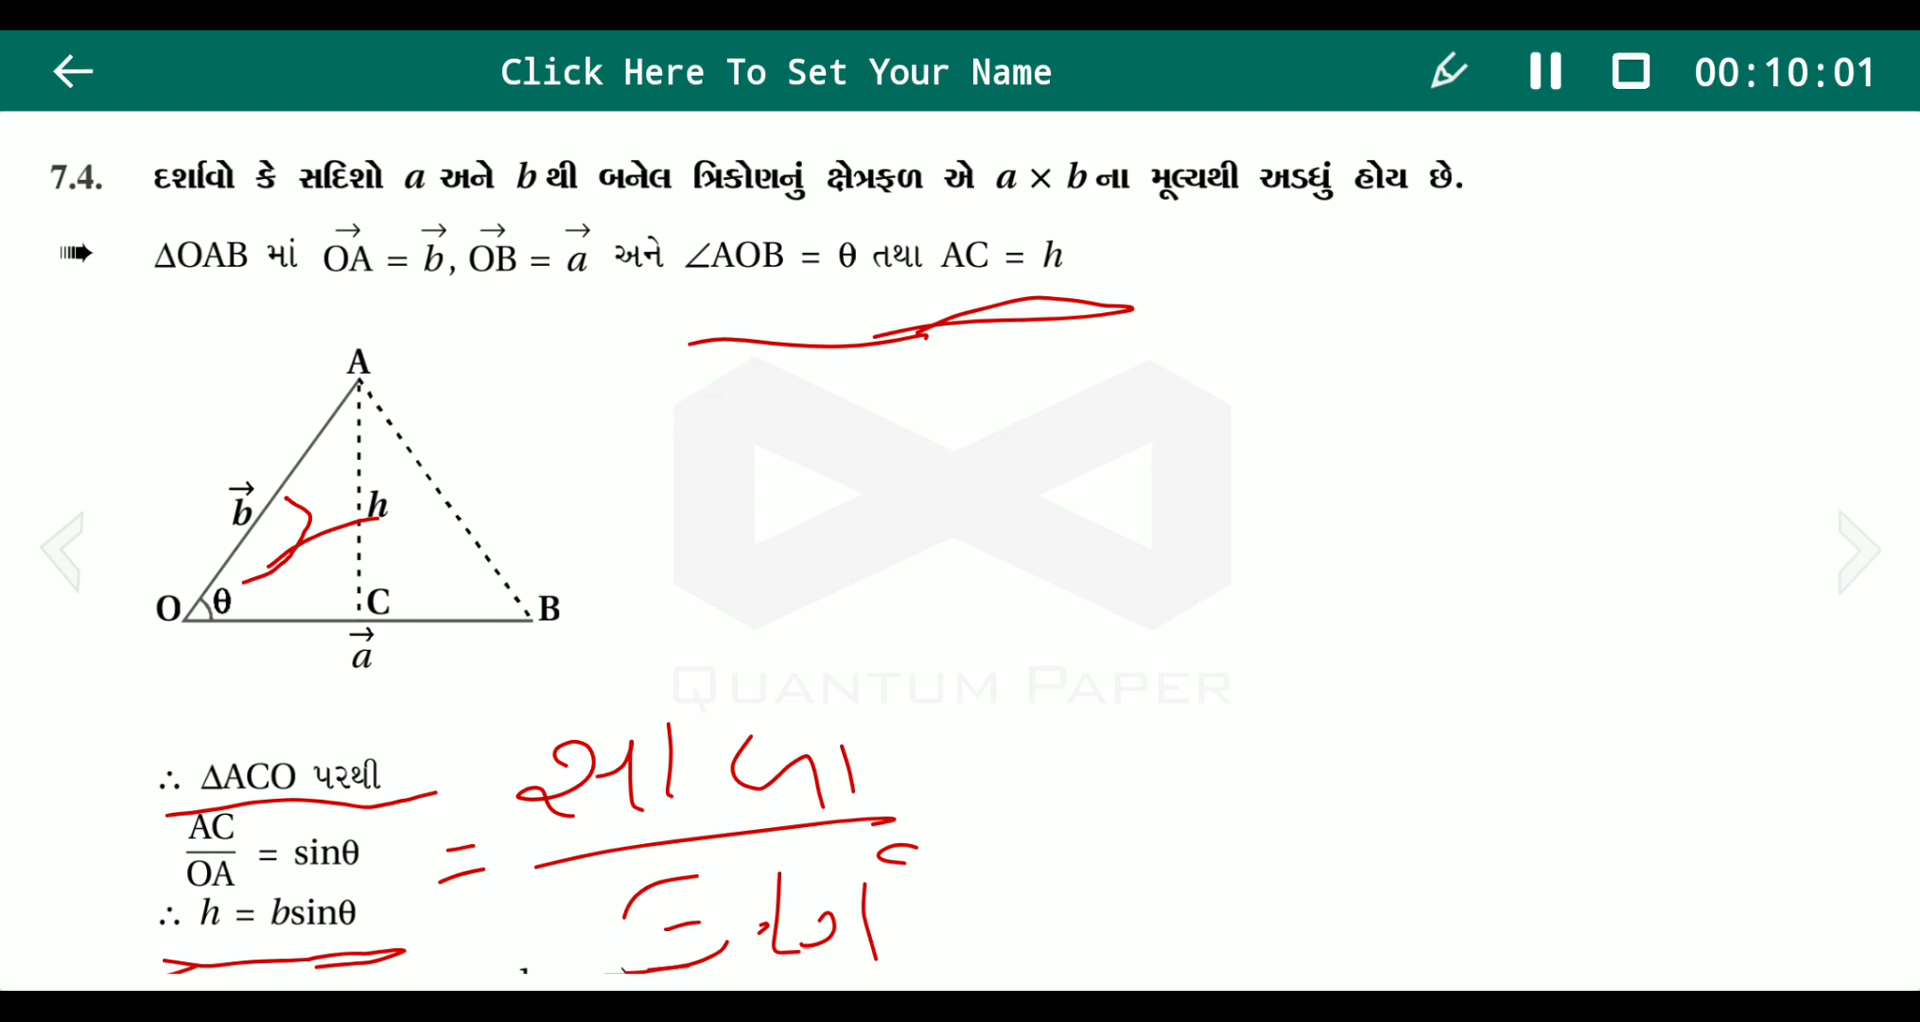 Click Here To Set Your Name 00:10:01
7.4. દર્શાવો કે સદિશો a અને b થી બનેલ ત્રિકોણનું ક્ષેત્રફળ એ a × b ના મૂલ્યથી અડધું હોય છે.
ΔOAB માં →OA = →b, →OB = →a અને ∠AOB = θ તથા AC = h
A
→b
h
O θ C B
→a
QUANTUM PAPER
∴ ΔACO પરથી
AC/OA = sinθ
∴ h = bsinθ
=